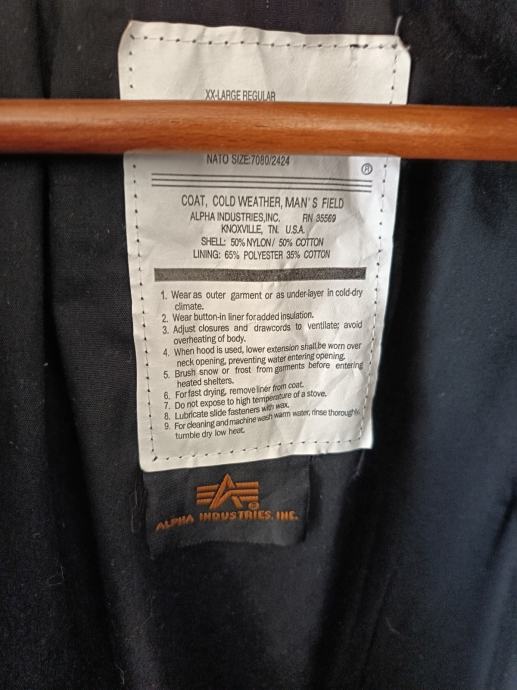 XX-LARGE REGULAR
NATO SIZE:7080/2424
®
COAT, COLD WEATHER, MAN'S FIELD
ALPHA INDUSTRIES,INC. RN 35569
KNOXVILLE, TN. U.S.A.
SHELL: 50% NYLON/ 50% COTTON
LINING: 65% POLYESTER 35% COTTON
1. Wear as outer garment or as under-layer in cold-dry
climate.
2. Wear button-in liner for added insulation.
3. Adjust closures and drawcords to ventilate; avoid
overheating of body.
4. When hood is used, lower extension shall be worn over
neck opening, preventing water entering opening.
5. Brush snow or frost from garments before entering
heated shelters.
6. For fast drying, remove liner from coat.
7. Do not expose to high temperature of a stove.
8. Lubricate slide fasteners with wax.
9. For cleaning and machine wash warm water, rinse thoroughly
tumble dry low heat.
ALPHA INDUSTRIES, INC.